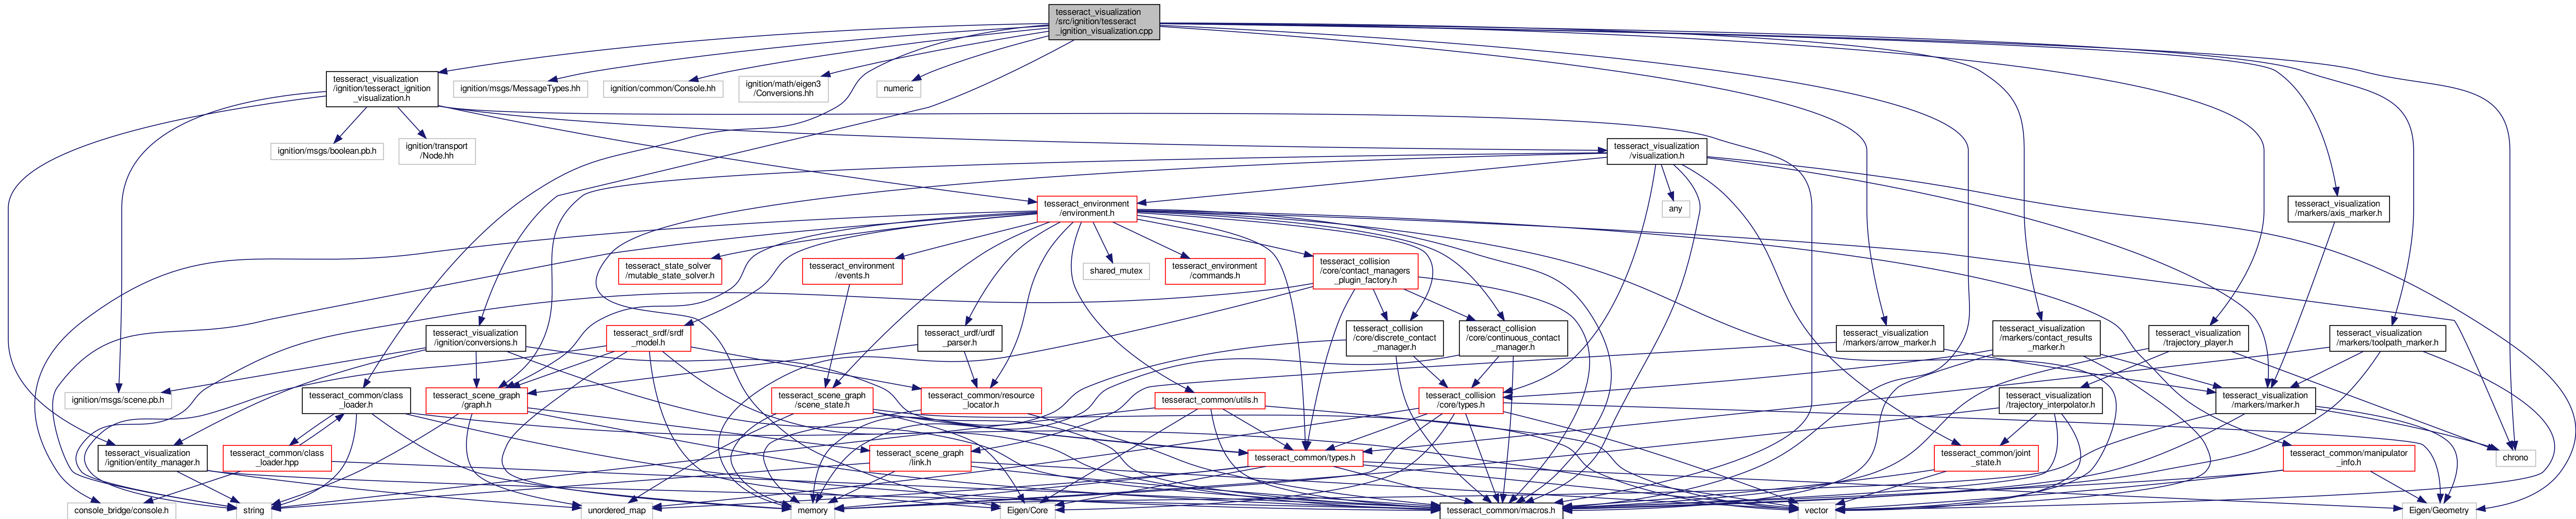 tesseract_visualization
/src/ignition/tesseract
_ignition_visualization.cpp
tesseract_visualization
/ignition/tesseract_ignition
_visualization.h
ignition/msgs/MessageTypes.hh
ignition/common/Console.hh
ignition/math/eigen3
/Conversions.hh
numeric
ignition/msgs/boolean.pb.h
ignition/transport
/Node.hh
tesseract_visualization
/visualization.h
tesseract_environment
/environment.h
any
tesseract_visualization
/markers/axis_marker.h
tesseract_state_solver
/mutable_state_solver.h
tesseract_environment
/events.h
shared_mutex
tesseract_environment
/commands.h
tesseract_collision
/core/contact_managers
_plugin_factory.h
tesseract_visualization
/ignition/conversions.h
tesseract_srdf/srdf
_model.h
tesseract_urdf/urdf
_parser.h
tesseract_collision
/core/discrete_contact
_manager.h
tesseract_collision
/core/continuous_contact
_manager.h
tesseract_visualization
/markers/arrow_marker.h
tesseract_visualization
/markers/contact_results
_marker.h
tesseract_visualization
/trajectory_player.h
tesseract_visualization
/markers/toolpath_marker.h
ignition/msgs/scene.pb.h
tesseract_common/class
_loader.h
tesseract_scene_graph
/graph.h
tesseract_scene_graph
/scene_state.h
tesseract_common/resource
_locator.h
tesseract_common/utils.h
tesseract_collision
/core/types.h
tesseract_visualization
/trajectory_interpolator.h
tesseract_visualization
/markers/marker.h
tesseract_visualization
/ignition/entity_manager.h
tesseract_common/class
_loader.hpp
tesseract_scene_graph
/link.h
tesseract_common/types.h
tesseract_common/joint
_state.h
tesseract_common/manipulator
_info.h
chrono
console_bridge/console.h
string
unordered_map
memory
Eigen/Core
tesseract_common/macros.h
vector
Eigen/Geometry